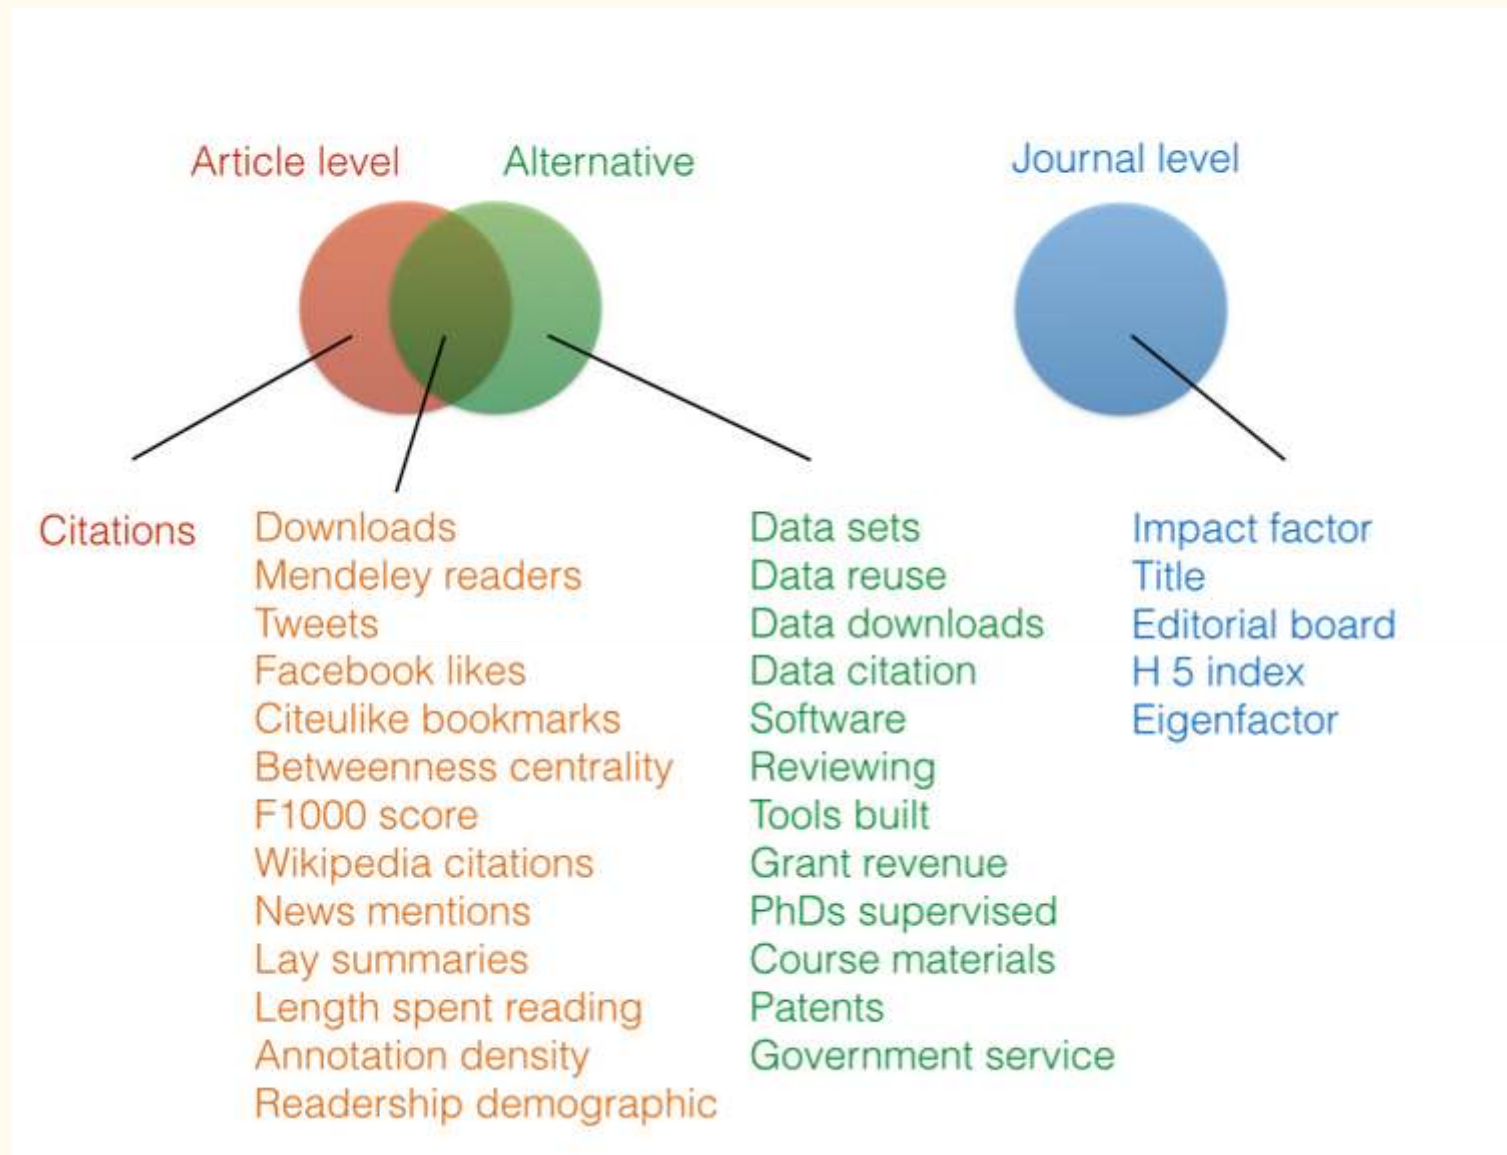 Article level
Alternative
Journal level
Citations
Downloads
Mendeley readers
Tweets
Facebook likes
Citeulike bookmarks
Betweenness centrality
F1000 score
Wikipedia citations
News mentions
Lay summaries
Length spent reading
Annotation density
Readership demographic
Data sets
Data reuse
Data downloads
Data citation
Software
Reviewing
Tools built
Grant revenue
PhDs supervised
Course materials
Patents
Government service
Impact factor
Title
Editorial board
H 5 index
Eigenfactor